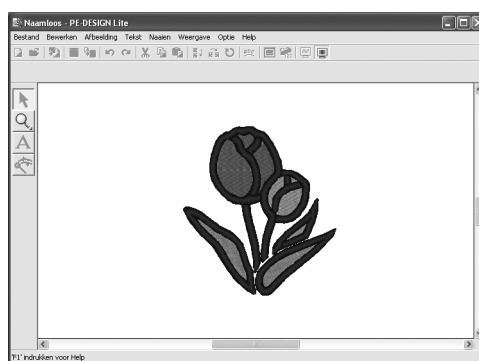 Naamloos - PE-DESIGN Lite
Bestand Bewerken Afbeelding Tekst Naaien Weergave Optie Help
A
'F1' indrukken voor Help